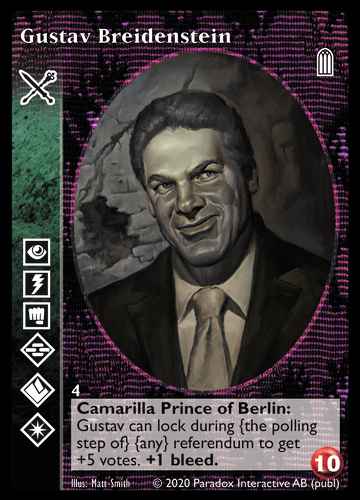 Gustav Breidenstein
4
Camarilla Prince of Berlin:
Gustav can lock during {the polling
step of} {any} referendum to get
+5 votes. +1 bleed.
10
Illus: Matt Smith © 2020 Paradox Interactive AB (publ)